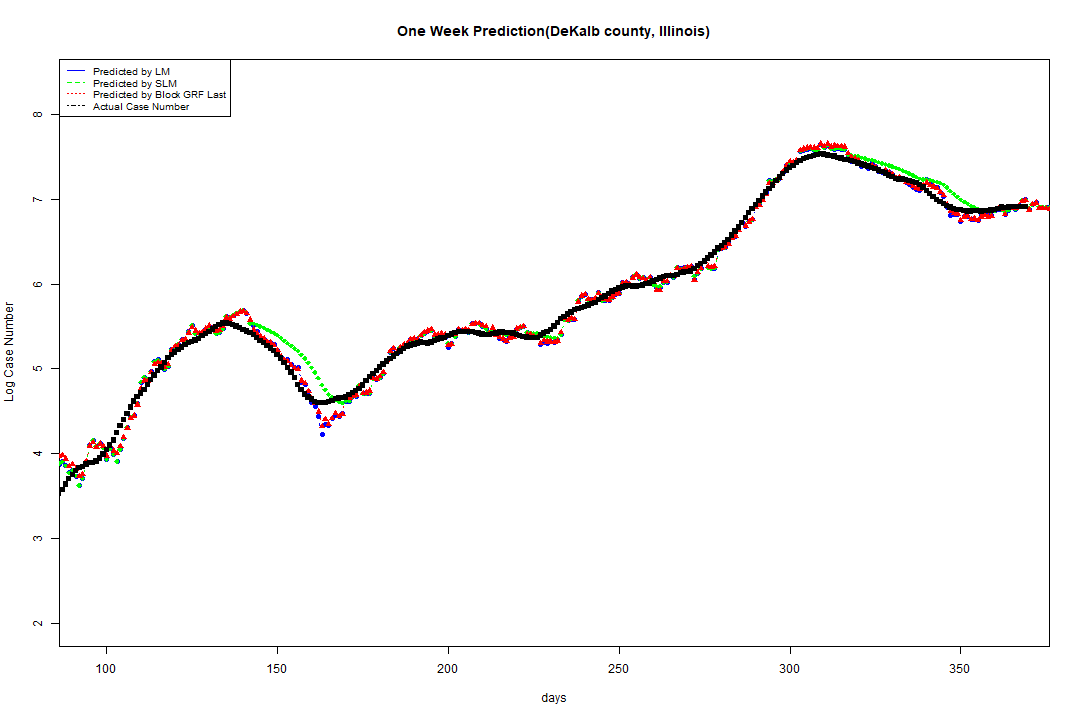 One Week Prediction(DeKalb county, Illinois)
Predicted by LM
Predicted by SLM
Predicted by Block GRF Last
Actual Case Number
8
7
6
5
4
3
2
Log Case Number
100 150 200 250 300 350
days